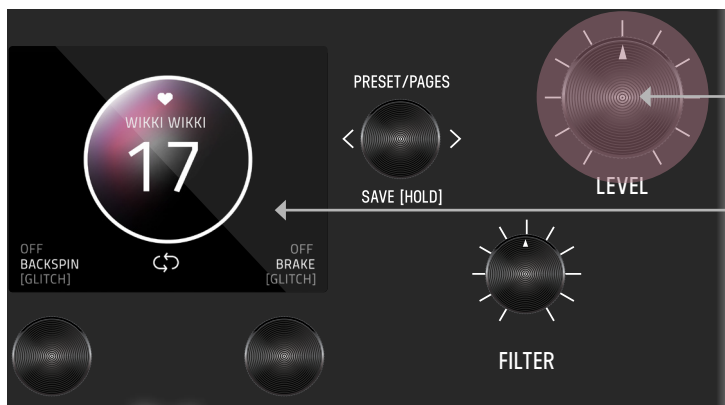 WIKKI WIKKI
17
OFF
BACKSPIN
[GLITCH]
OFF
BRAKE
[GLITCH]
PRESET/PAGES
< >
SAVE [HOLD]
LEVEL
FILTER